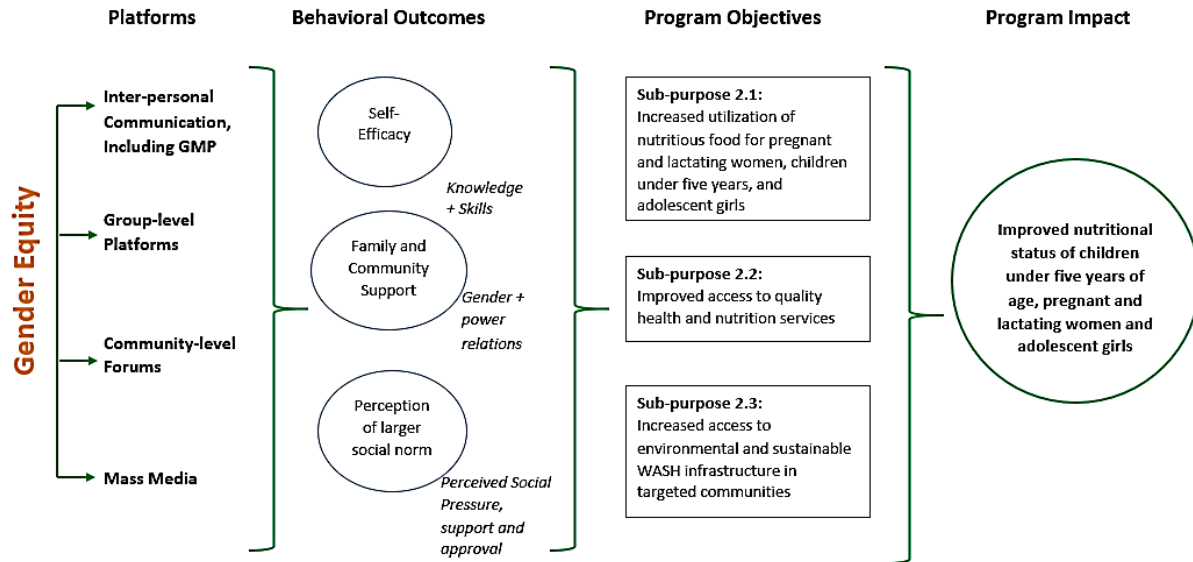 Platforms
Behavioral Outcomes
Program Objectives
Program Impact
Gender Equity
Inter-personal
Communication,
Including GMP
Group-level
Platforms
Community-level
Forums
Mass Media
Self-
Efficacy
Knowledge
+ Skills
Family and
Community
Support
Gender +
power
relations
Perception
of larger
social norm
Perceived Social
Pressure,
support and
approval
Sub-purpose 2.1:
Increased utilization of
nutritious food for pregnant
and lactating women, children
under five years, and
adolescent girls
Sub-purpose 2.2:
Improved access to quality
health and nutrition services
Sub-purpose 2.3:
Increased access to
environmental and sustainable
WASH infrastructure in
targeted communities
Improved nutritional
status of children
under five years of
age, pregnant and
lactating women and
adolescent girls